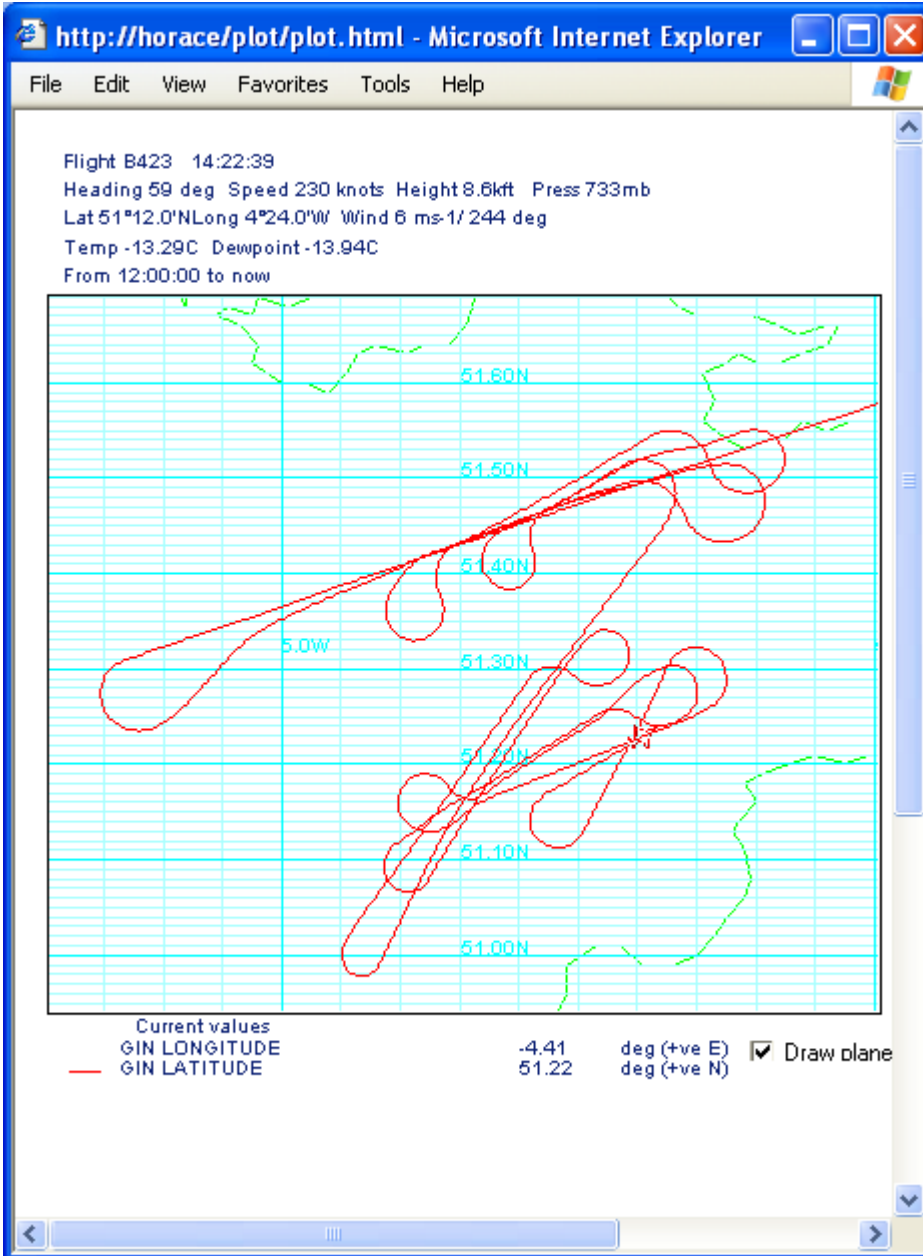 http://horace/plot/plot.html - Microsoft Internet Explorer
File Edit View Favorites Tools Help
Flight B423 14:22:39
Heading 59 deg Speed 230 knots Height 8.6kft Press 733mb
Lat 51°12.0'N Long 4°24.0'W Wind 6 ms-1/ 244 deg
Temp -13.29C Dewpoint -13.94C
From 12:00:00 to now
51.60N
51.50N
51.40N
5.0W
51.30N
51.20N
51.10N
51.00N
Current values
GIN LONGITUDE -4.41 deg (+ve E)
Draw plane
GIN LATITUDE 51.22 deg (+ve N)